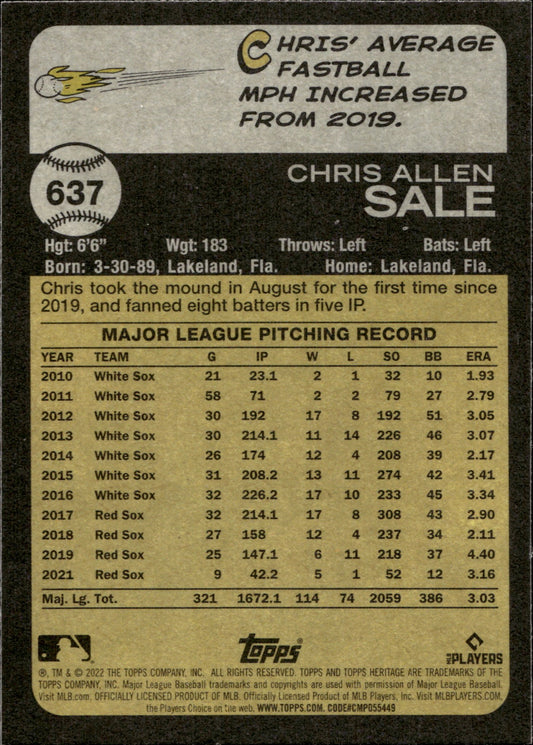 CHRIS' AVERAGE
FASTBALL
MPH INCREASED
FROM 2019.
637
CHRIS ALLEN
SALE
Hgt: 6'6" Wgt: 183 Throws: Left Bats: Left
Born: 3-30-89, Lakeland, Fla. Home: Lakeland, Fla.
Chris took the mound in August for the first time since
2019, and fanned eight batters in five IP.
MAJOR LEAGUE PITCHING RECORD
YEAR TEAM G IP W L SO BB ERA
2010 White Sox 21 23.1 2 1 32 10 1.93
2011 White Sox 58 71 2 2 79 27 2.79
2012 White Sox 30 192 17 8 192 51 3.05
2013 White Sox 30 214.1 11 14 226 46 3.07
2014 White Sox 26 174 12 4 208 39 2.17
2015 White Sox 31 208.2 13 11 274 42 3.41
2016 White Sox 32 226.2 17 10 233 45 3.34
2017 Red Sox 32 214.1 17 8 308 43 2.90
2018 Red Sox 27 158 12 4 237 34 2.11
2019 Red Sox 25 147.1 6 11 218 37 4.40
2021 Red Sox 9 42.2 5 1 52 12 3.16
Maj. Lg. Tot. 321 1672.1 114 74 2059 386 3.03
Topps
MLB PLAYERS
®, TM & © 2022 THE TOPPS COMPANY, INC. ALL RIGHTS RESERVED. TOPPS AND TOPPS HERITAGE ARE TRADEMARKS OF THE
TOPPS COMPANY, INC. Major League Baseball trademarks and copyrights are used with permission of Major League Baseball.
Visit MLB.com. OFFICIALLY LICENSED PRODUCT OF MLB. Officially Licensed Product of MLB Players, Inc. Visit MLBPLAYERS.com,
the Players Choice on the web. WWW.TOPPS.COM. CODE#CMP055449